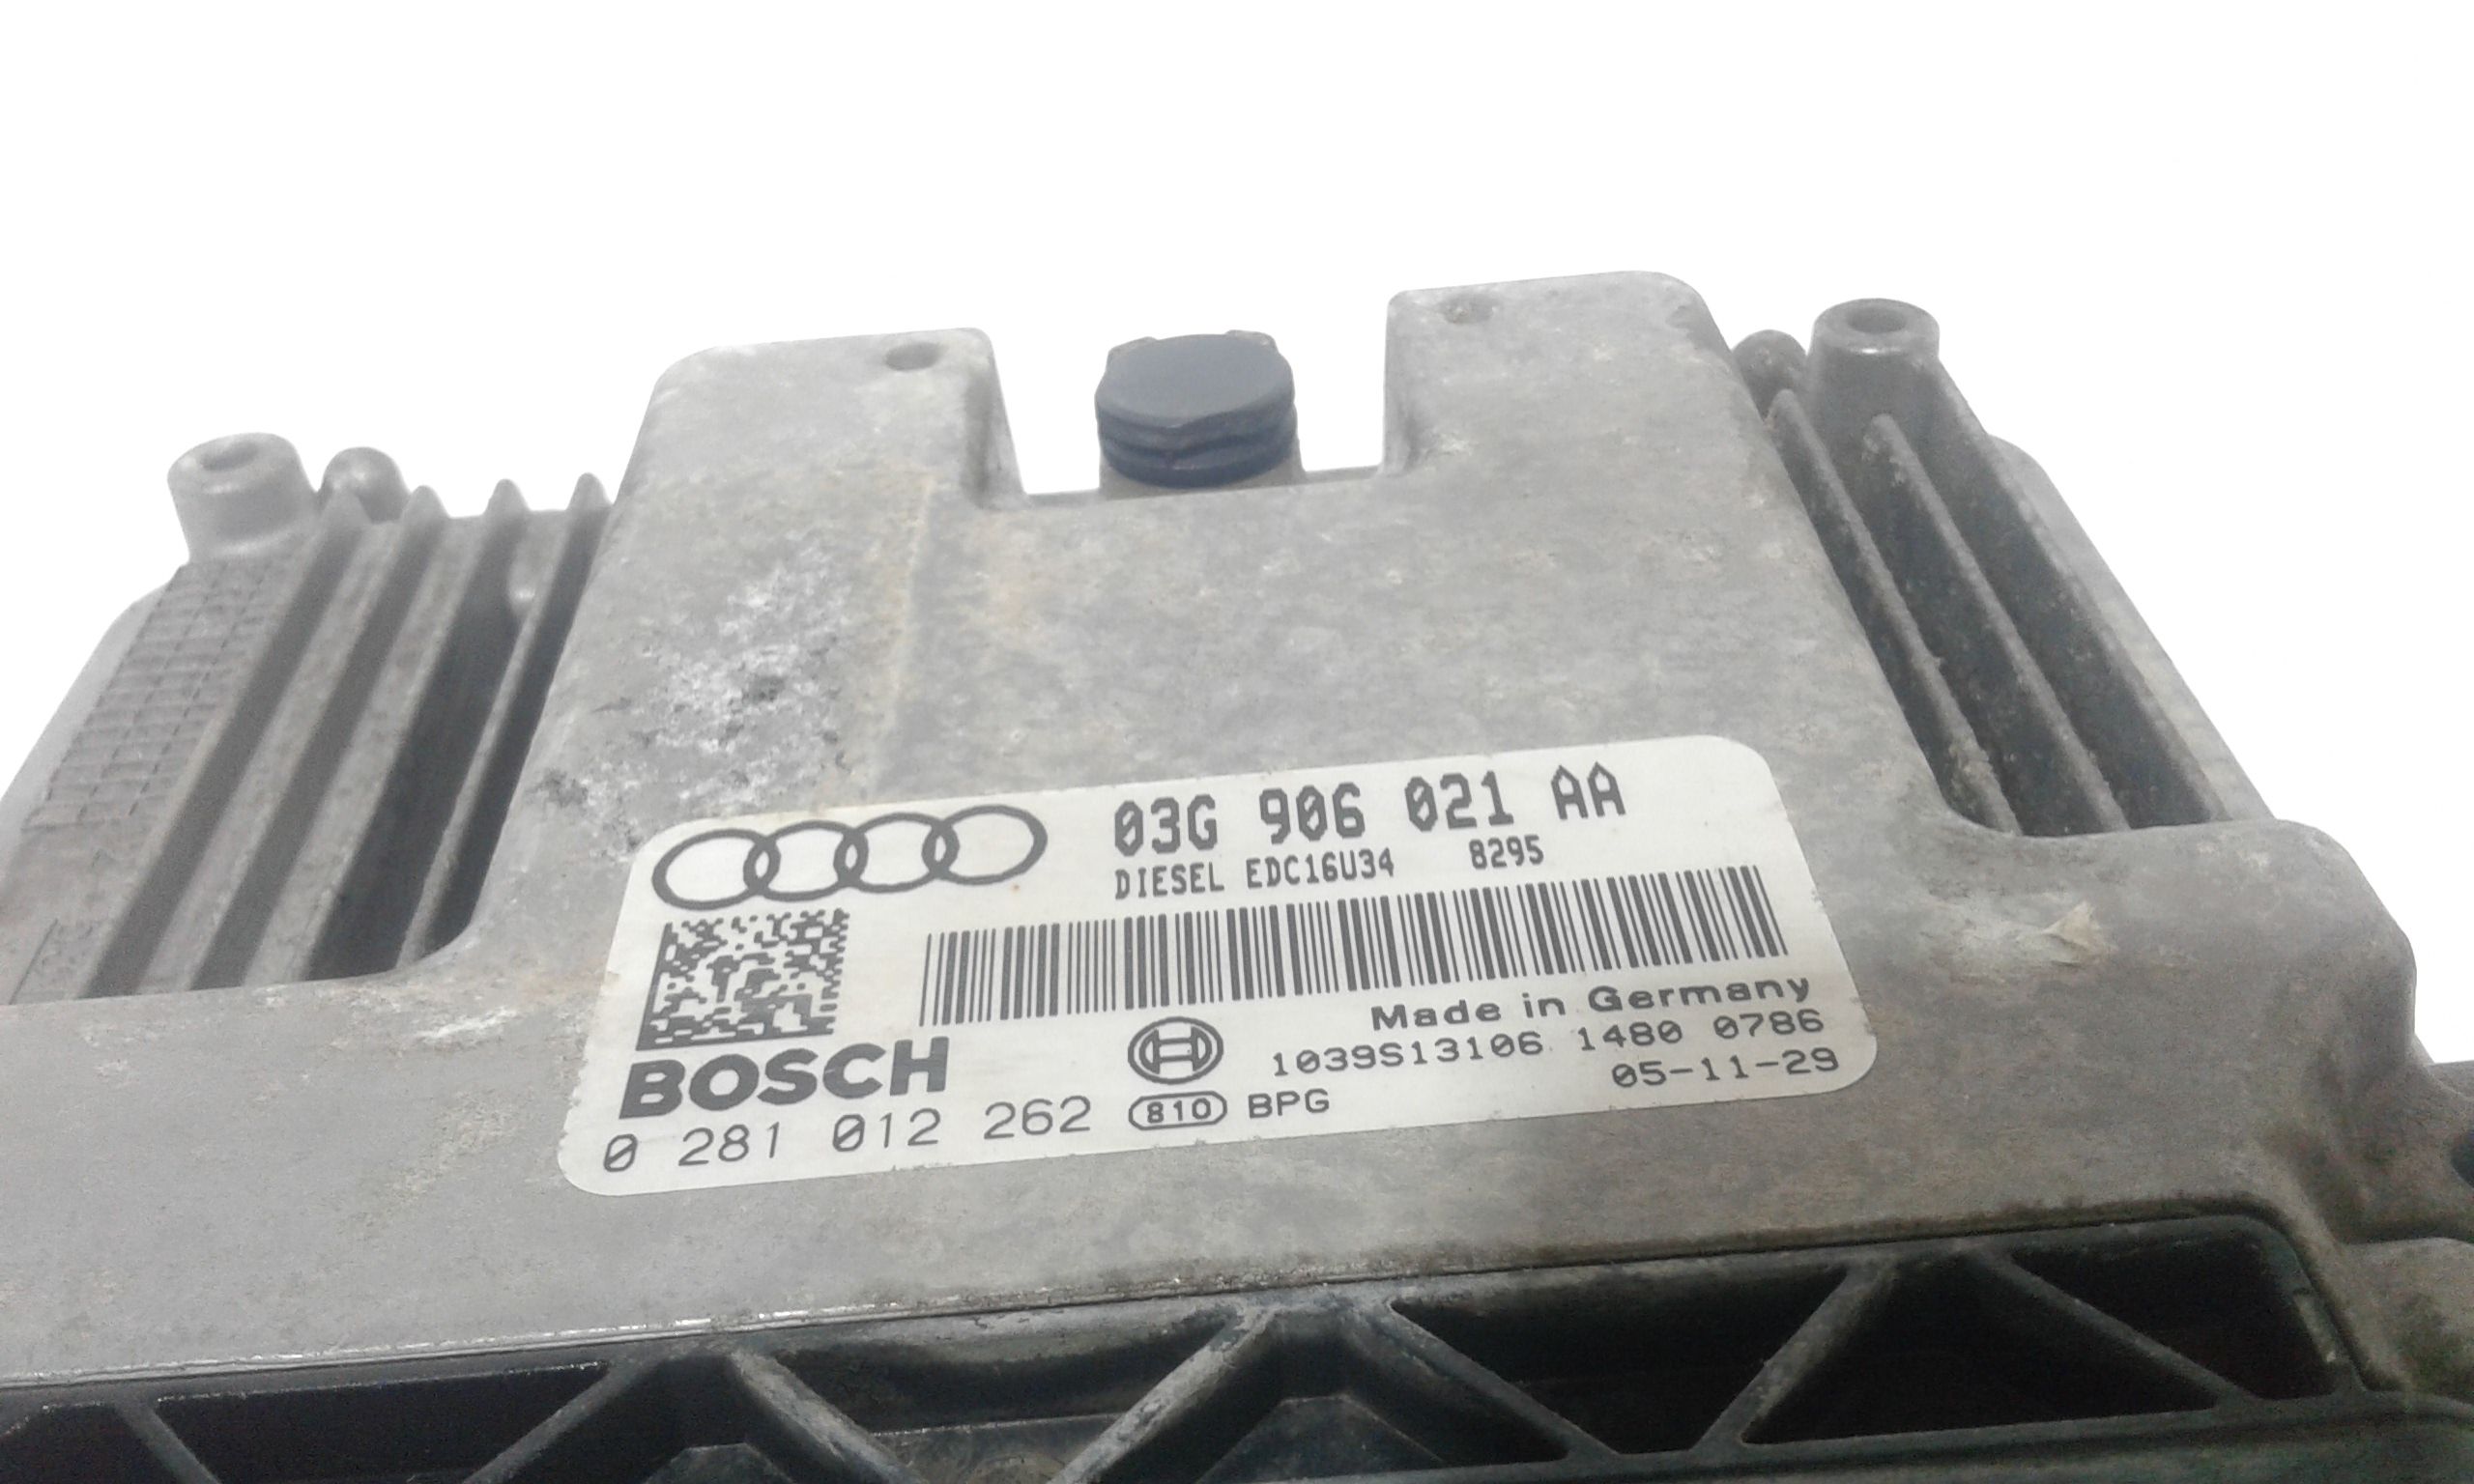 03G 906 021 AA
DIESEL EDC16U34 8295
Made in Germany
BOSCH
1039S13106 1480 0786
0 281 012 262
810 BPG
05-11-29